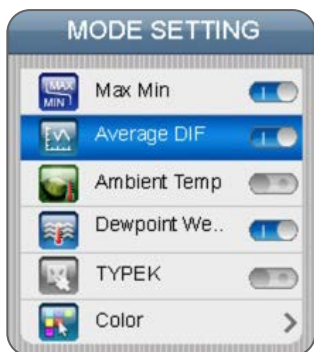 MODE SETTING
MAX
MIN
Max Min
Average DIF
Ambient Temp
Dewpoint We..
TYPEK
Color